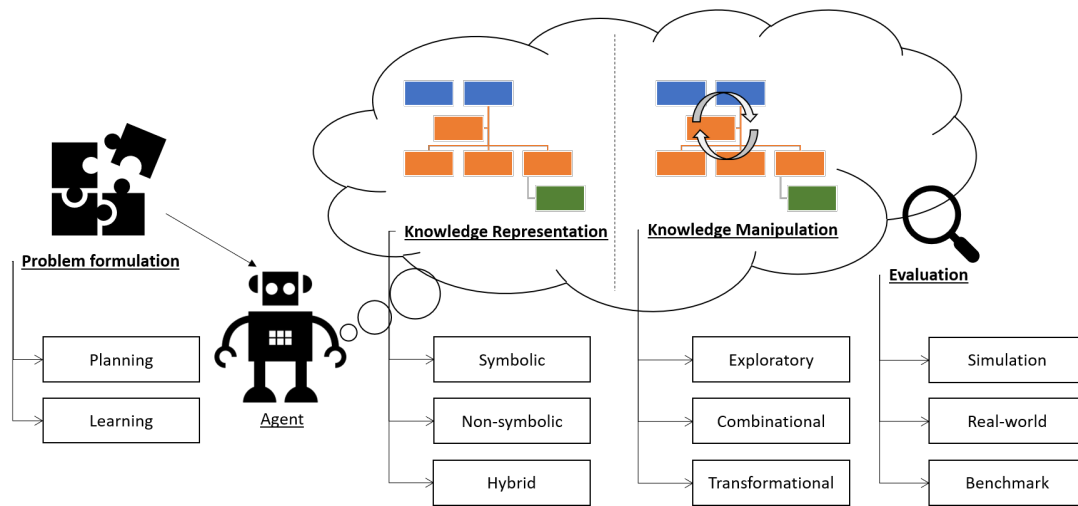 Problem formulation
Planning
Learning
Agent
Knowledge Representation
Symbolic
Non-symbolic
Hybrid
Knowledge Manipulation
Exploratory
Combinational
Transformational
Evaluation
Simulation
Real-world
Benchmark